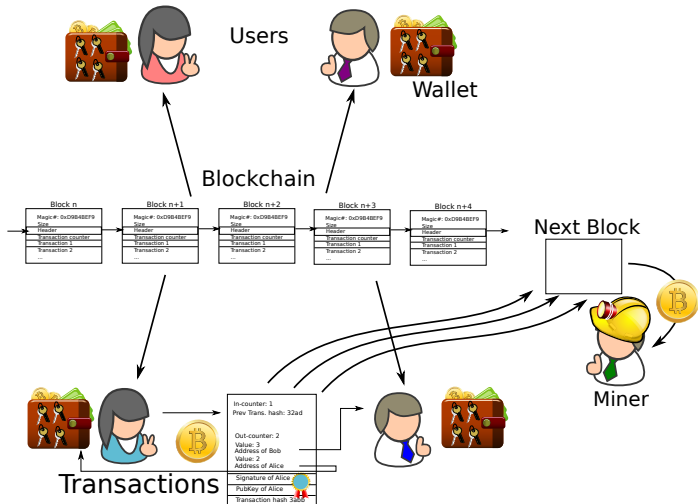 Users
Wallet
Blockchain
Block n
Magic#: 0xD9B4BEF9
Size
Header
Transaction counter
Transaction 1
Transaction 2
...
Block n+1
Magic#: 0xD9B4BEF9
Size
Header
Transaction counter
Transaction 1
Transaction 2
...
Block n+2
Magic#: 0xD9B4BEF9
Size
Header
Transaction counter
Transaction 1
Transaction 2
...
Block n+3
Magic#: 0xD9B4BEF9
Size
Header
Transaction counter
Transaction 1
Transaction 2
...
Block n+4
Magic#: 0xD9B4BEF9
Size
Header
Transaction counter
Transaction 1
Transaction 2
...
Next Block
Miner
In-counter: 1
Prev Trans. hash: 32ad
Out-counter: 2
Value: 3
Address of Bob
Value: 2
Address of Alice
Signature of Alice
PubKey of Alice
Transaction hash
Transactions